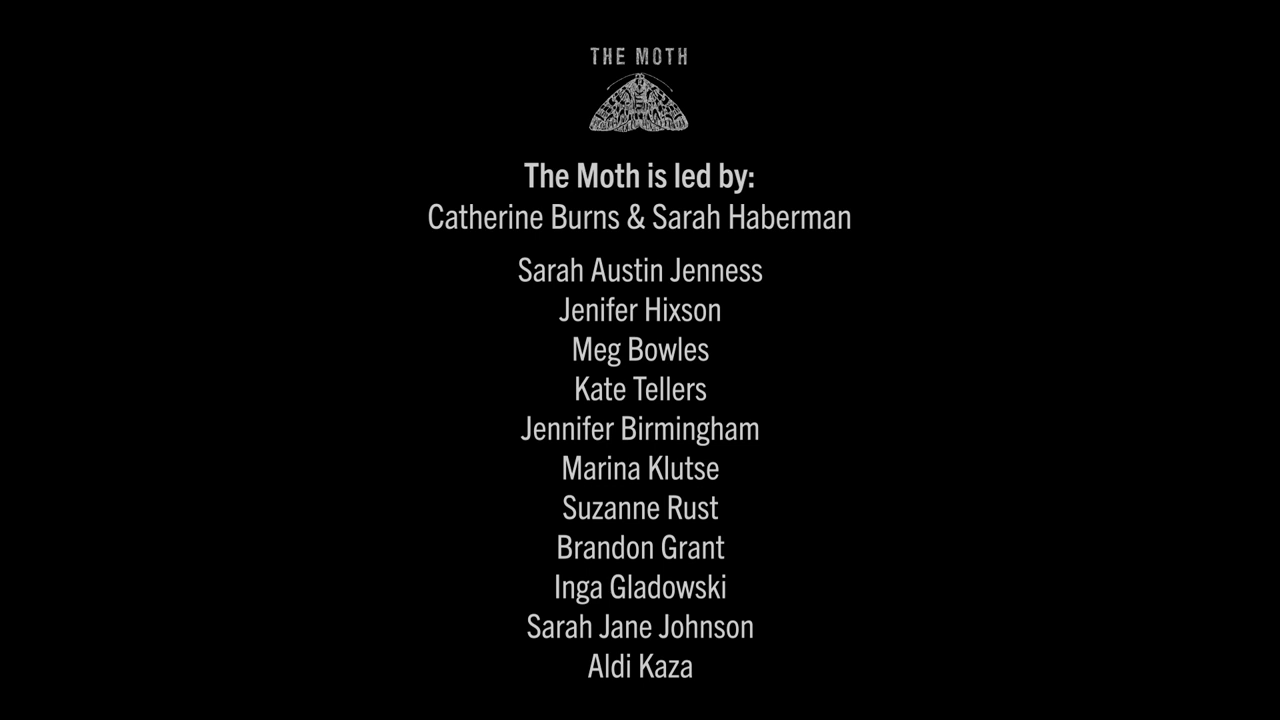 THE MOTH
The Moth is led by:
Catherine Burns & Sarah Haberman
Sarah Austin Jenness
Jenifer Hixson
Meg Bowles
Kate Tellers
Jennifer Birmingham
Marina Klutse
Suzanne Rust
Brandon Grant
Inga Gladowski
Sarah Jane Johnson
Aldi Kaza